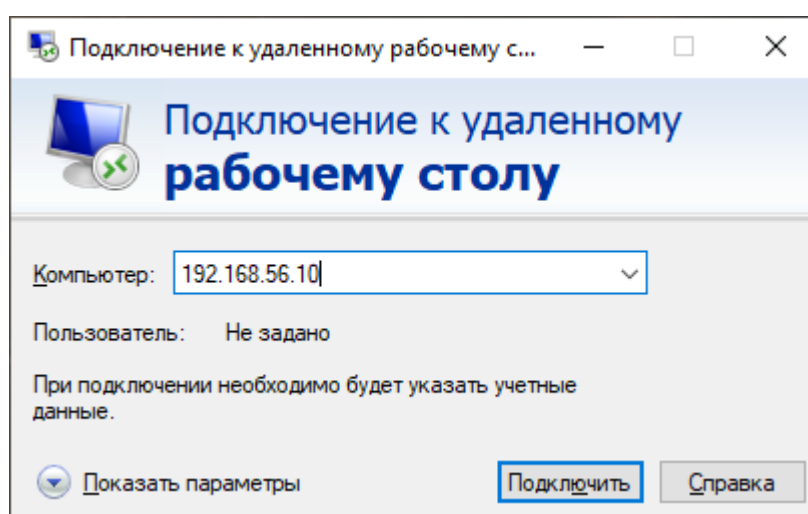 Подключение к удаленному рабочему с...
Подключение к удаленному
рабочему столу
Компьютер: 192.168.56.10
Пользователь: Не задано
При подключении необходимо будет указать учетные
данные.
Показать параметры Подключить Справка